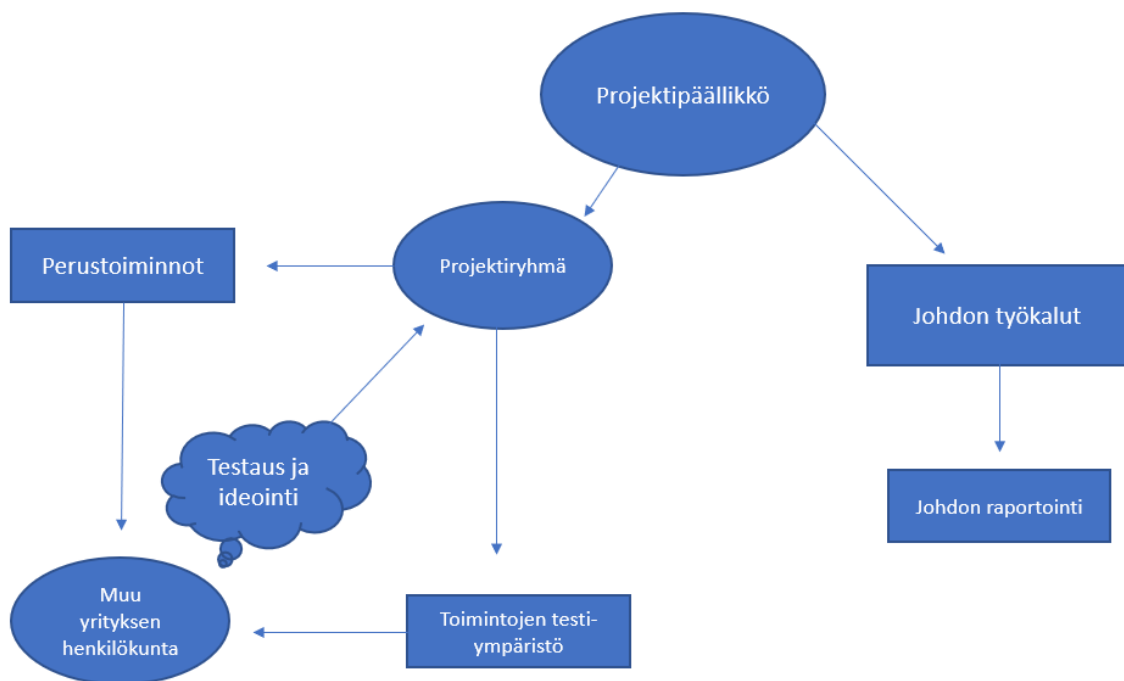 Projektipäällikkö
Projektiryhmä
Perustoiminnot
Johdon työkalut
Testaus ja
ideointi
Johdon raportointi
Muu
yrityksen
henkilökunta
Toimintojen testi-
ympäristö